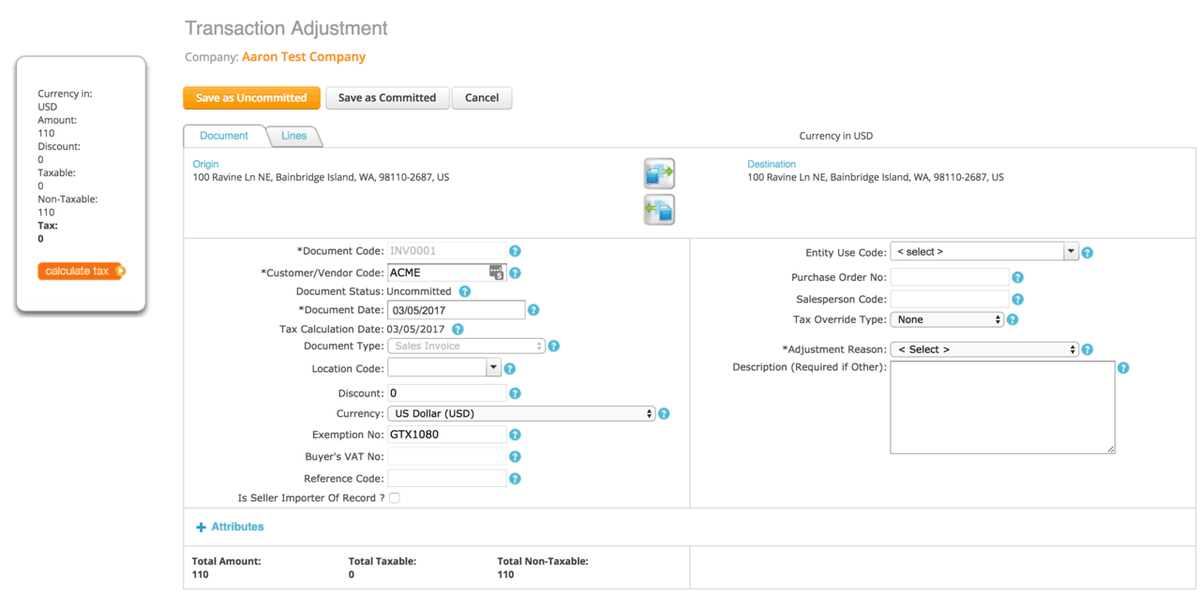 Transaction Adjustment
Company: Aaron Test Company
Currency in:
USD
Amount:
110
Discount:
0
Taxable:
0
Non-Taxable:
110
Tax:
0
calculate tax
Save as Uncommitted Save as Committed Cancel
Document Lines Currency in USD
Origin
100 Ravine Ln NE, Bainbridge Island, WA, 98110-2687, US
Destination
100 Ravine Ln NE, Bainbridge Island, WA, 98110-2687, US
*Document Code: INV0001 ?
*Customer/Vendor Code: ACME ?
Document Status: Uncommitted ?
*Document Date: 03/05/2017 ?
Tax Calculation Date: 03/05/2017 ?
Document Type: Sales Invoice ?
Location Code: ?
Discount: 0 ?
Currency: US Dollar (USD) ?
Exemption No: GTX1080 ?
Buyer's VAT No: ?
Reference Code: ?
Is Seller Importer Of Record ?
Entity Use Code: < select > ?
Purchase Order No: ?
Salesperson Code: ?
Tax Override Type: None ?
*Adjustment Reason: < Select > ?
Description (Required if Other): ?
+ Attributes
Total Amount: Total Taxable: Total Non-Taxable:
110 0 110